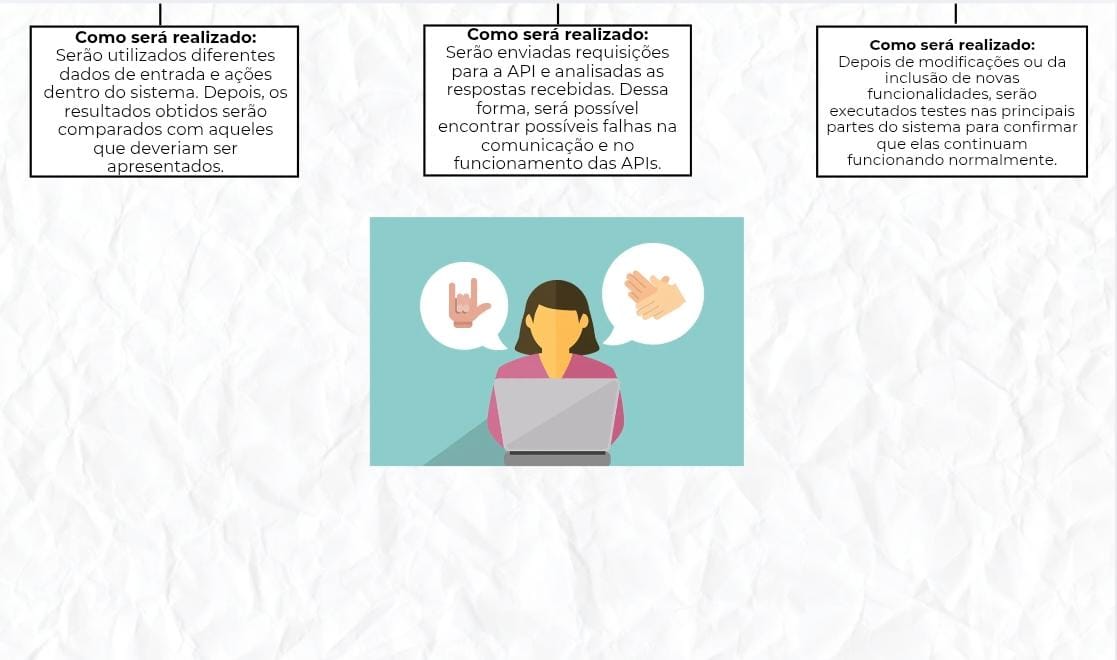 Como será realizado:
Serão utilizados diferentes
dados de entrada e ações
dentro do sistema. Depois, os
resultados obtidos serão
comparados com aqueles
que deveriam ser
apresentados.
Como será realizado:
Serão enviadas requisições
para a API e analisadas as
respostas recebidas. Dessa
forma, será possível
encontrar possíveis falhas na
comunicação e no
funcionamento das APIs.
Como será realizado:
Depois de modificações ou da
inclusão de novas
funcionalidades, serão
executados testes nas principais
partes do sistema para confirmar
que elas continuam
funcionando normalmente.